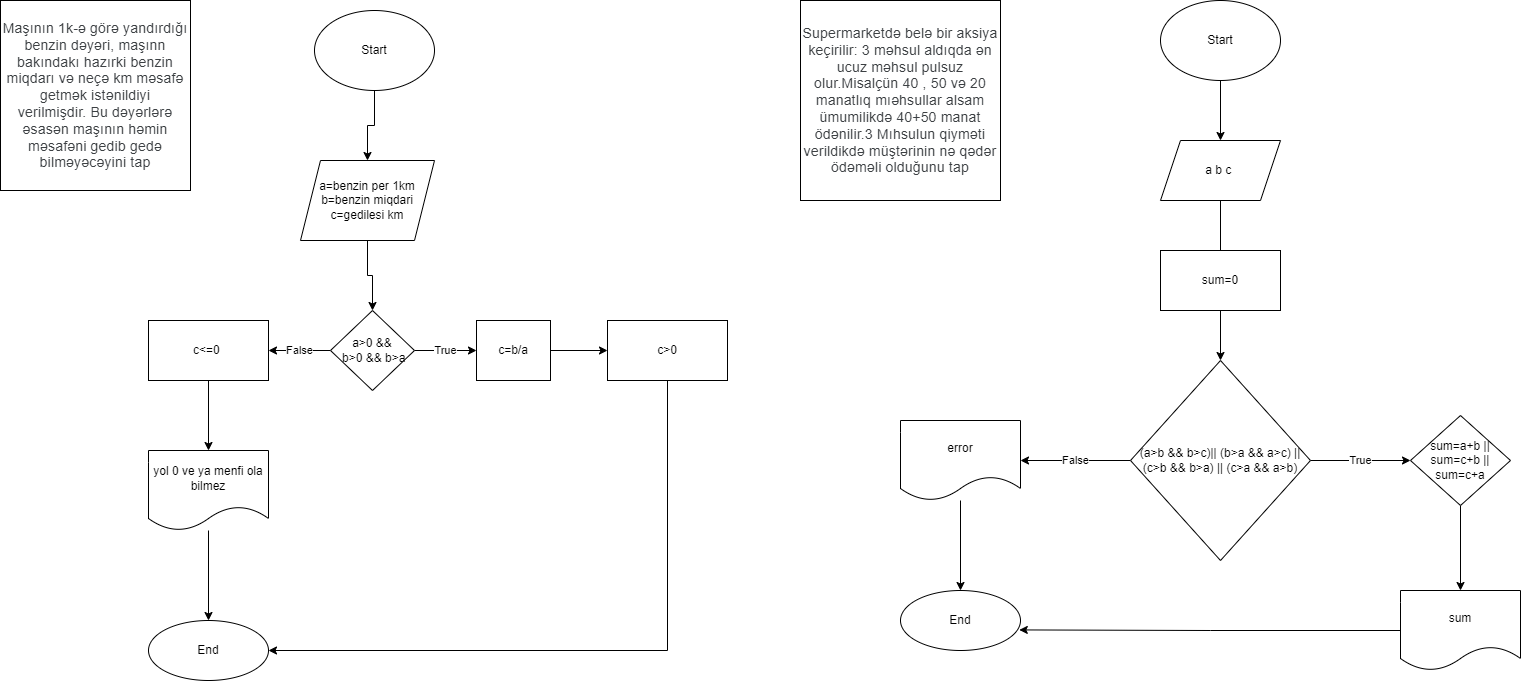 Maşının 1k-ə görə yandırdığı
benzin dəyəri, maşınn
bakındakı hazırki benzin
miqdarı və neçə km məsafə
getmək istənildiyi
verilmişdir. Bu dəyərlərə
əsasən maşının həmin
məsafəni gedib gedə
bilməyəcəyini tap
Start
a=benzin per 1km
b=benzin miqdari
c=gedilesi km
a>0 &&
b>0 && b>a
False
True
c<=0
c=b/a
c>0
yol 0 ve ya menfi ola
bilmez
End
Supermarketdə belə bir aksiya
keçirilir: 3 məhsul aldıqda ən
ucuz məhsul pulsuz
olur.Misalçün 40 , 50 və 20
manatlıq mıəhsullar alsam
ümumilikdə 40+50 manat
ödənilir.3 Mıhsulun qiyməti
verildikdə müştərinin nə qədər
ödəməli olduğunu tap
Start
a b c
sum=0
(a>b && b>c)|| (b>a && a>c) ||
(c>b && b>a) || (c>a && a>b)
False
True
error
sum=a+b ||
sum=c+b ||
sum=c+a
sum
End